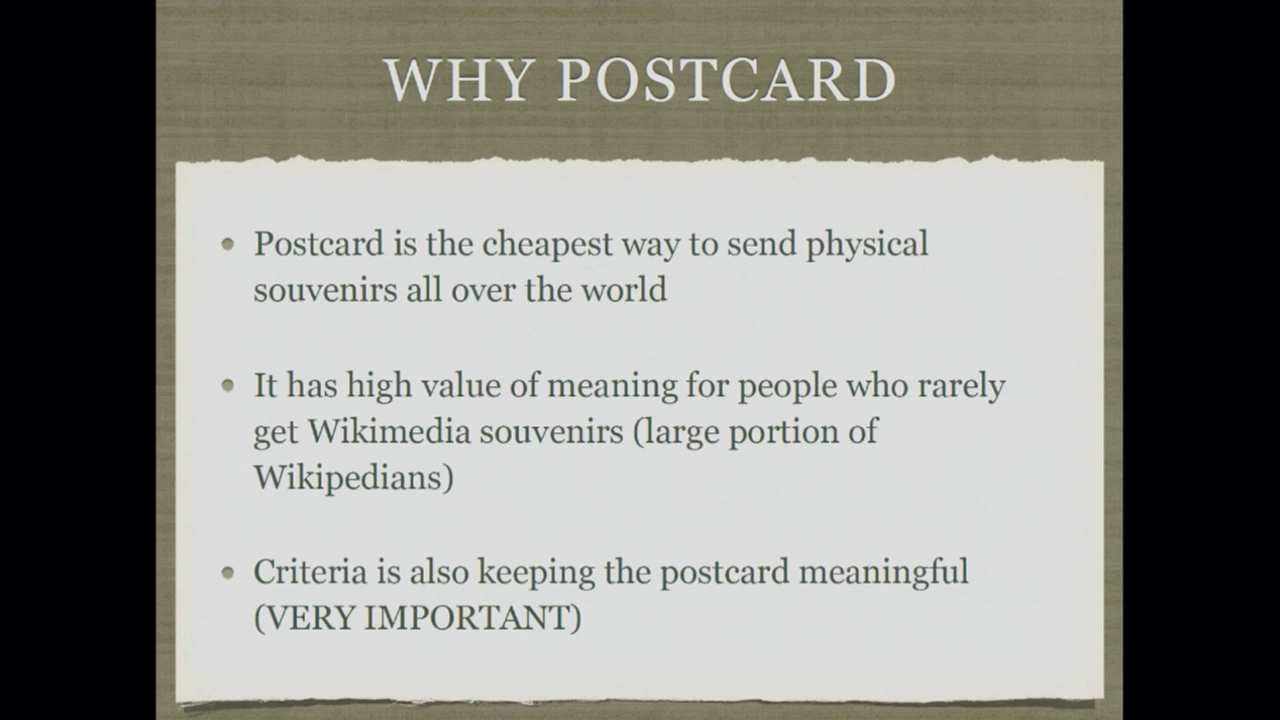 WHY POSTCARD
Postcard is the cheapest way to send physical
souvenirs all over the world
It has high value of meaning for people who rarely
get Wikimedia souvenirs (large portion of
Wikipedians)
Criteria is also keeping the postcard meaningful
(VERY IMPORTANT)